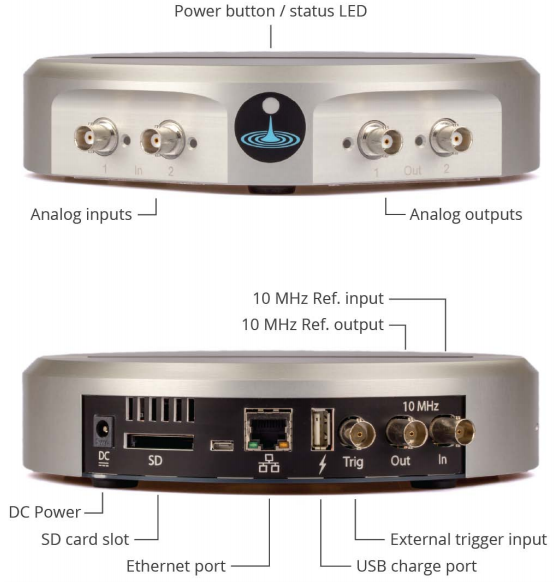 Power button / status LED
1 In 2
1 Out 2
Analog inputs
Analog outputs
10 MHz Ref. input
10 MHz Ref. output
10 MHz
DC
SD
Trig
Out
In
DC Power
External trigger input
SD card slot
USB charge port
Ethernet port